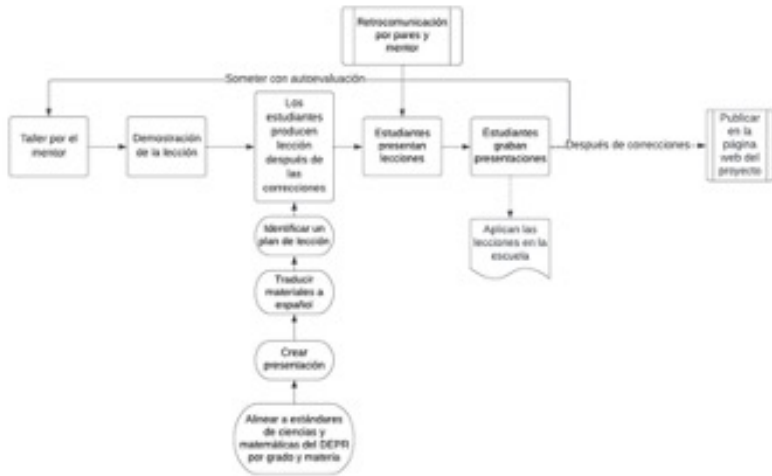 Retrocomunicación
por pares y
mentor
Someter con autoevaluación
Taller por el
mentor
Demostración
de la lección
Los
estudiantes
producen
lección
después de
las
correcciones
Estudiantes
presentan
lecciones
Estudiantes
graban
presentaciones
Después de correcciones
Publicar
en la
página
web del
proyecto
Aplican las
lecciones en la
escuela
Identificar un
plan de lección
Traducir
materiales a
español
Crear
presentación
Alinear a estándares
de ciencias y
matemáticas del DEPR
por grado y materia